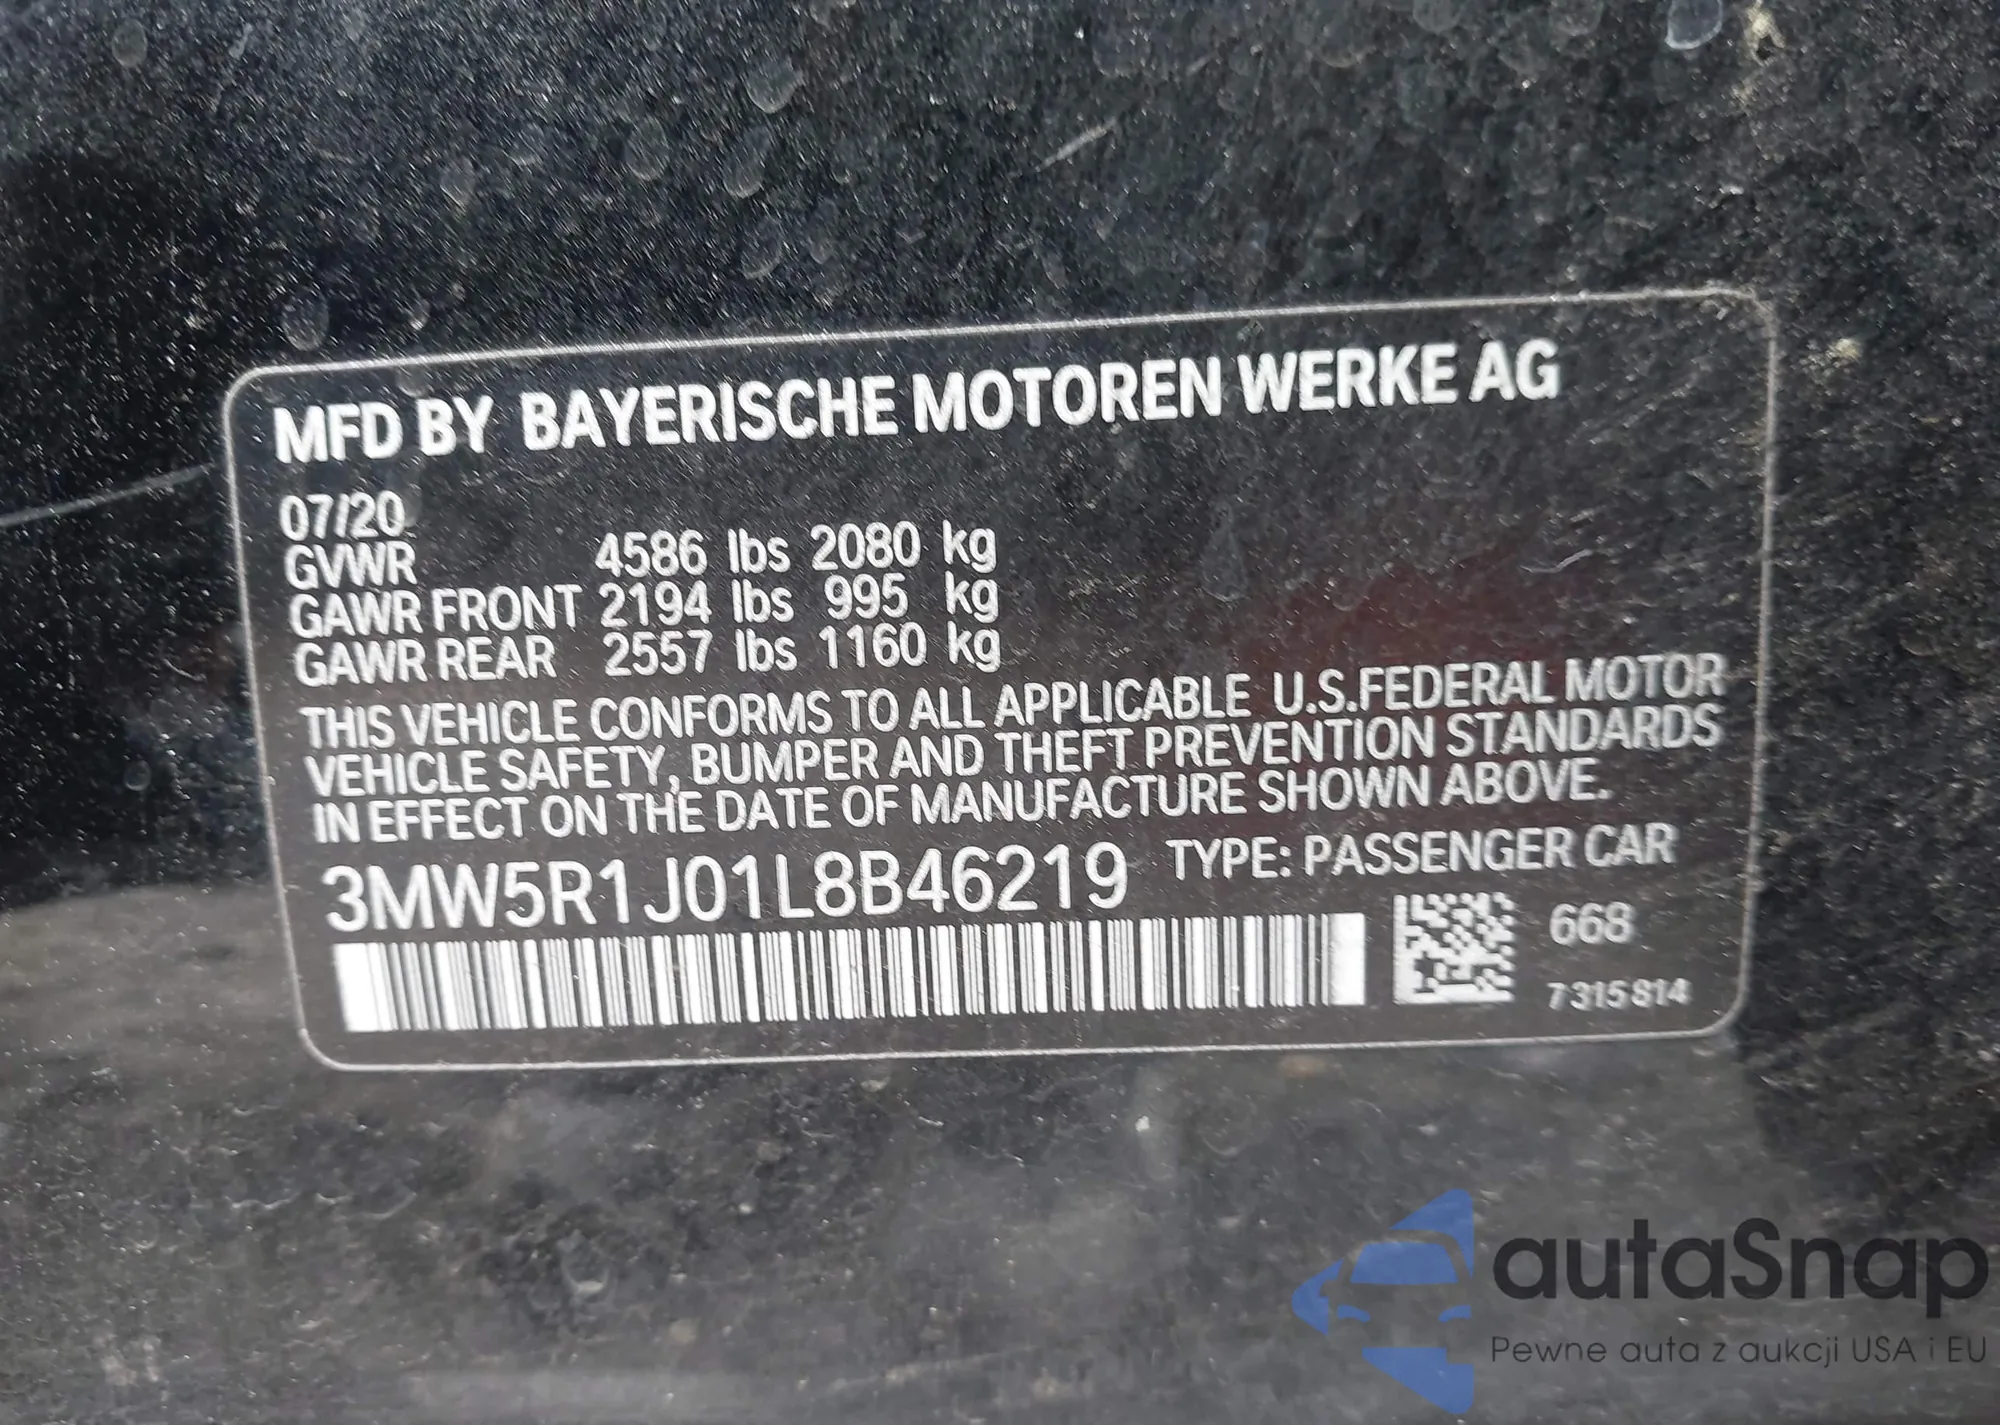 MFD BY BAYERISCHE MOTOREN WERKE AG
07/20
GVWR 4586 lbs 2080 kg
GAWR FRONT 2194 lbs 995 kg
GAWR REAR 2557 lbs 1160 kg
THIS VEHICLE CONFORMS TO ALL APPLICABLE U.S.FEDERAL MOTOR
VEHICLE SAFETY, BUMPER AND THEFT PREVENTION STANDARDS
IN EFFECT ON THE DATE OF MANUFACTURE SHOWN ABOVE.
3MW5R1J01L8B46219 TYPE: PASSENGER CAR
668
7315814
autaSnap
Pewne auta z aukcji USA i EU